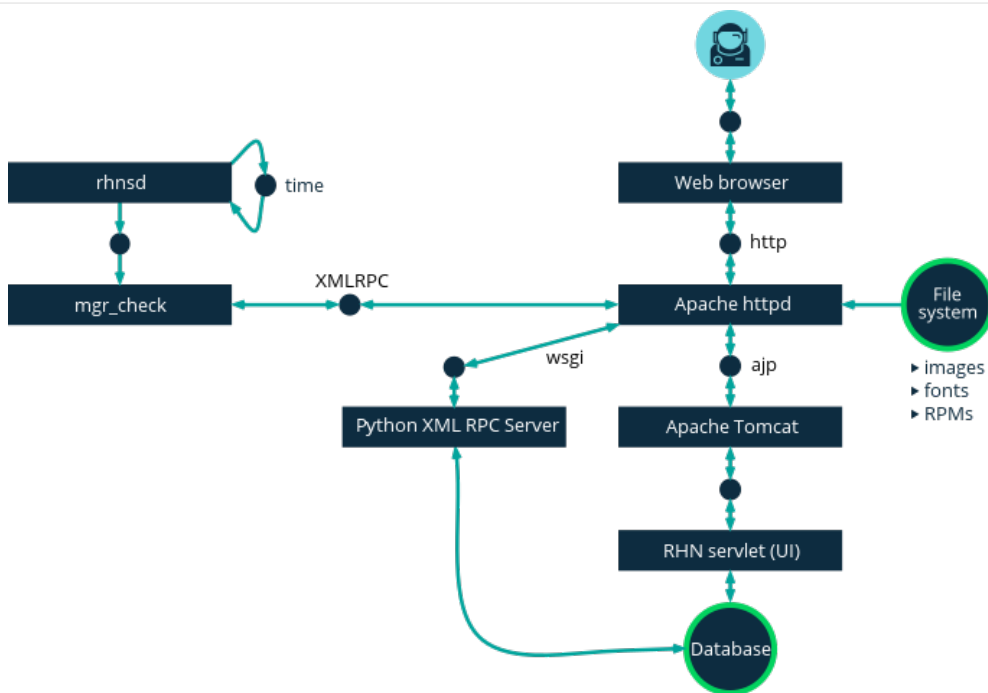 rhnsd
time
Web browser
http
XMLRPC
mgr_check
Apache httpd
File
system
wsgi
ajp
▸ images
▸ fonts
▸ RPMs
Python XML RPC Server
Apache Tomcat
RHN servlet (UI)
Database